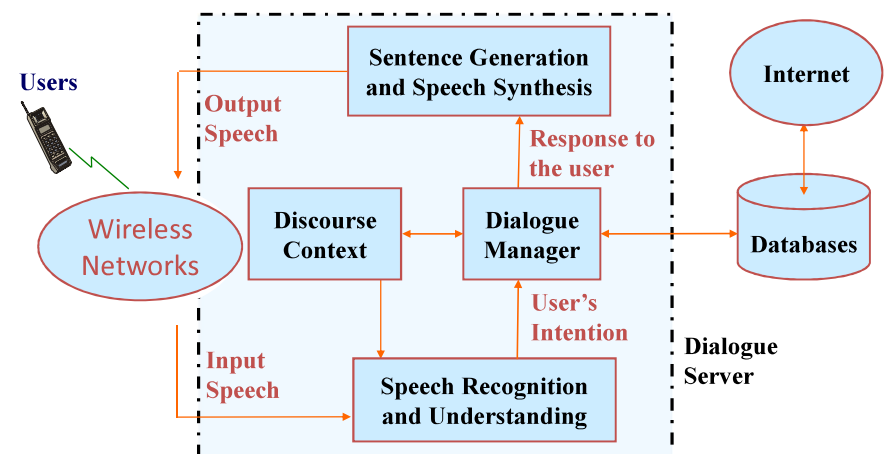 Sentence Generation
and Speech Synthesis
Internet
Users
Output
Speech
Response to
the user
Wireless
Networks
Discourse
Context
Dialogue
Manager
Databases
User’s
Intention
Input
Speech
Dialogue
Server
Speech Recognition
and Understanding